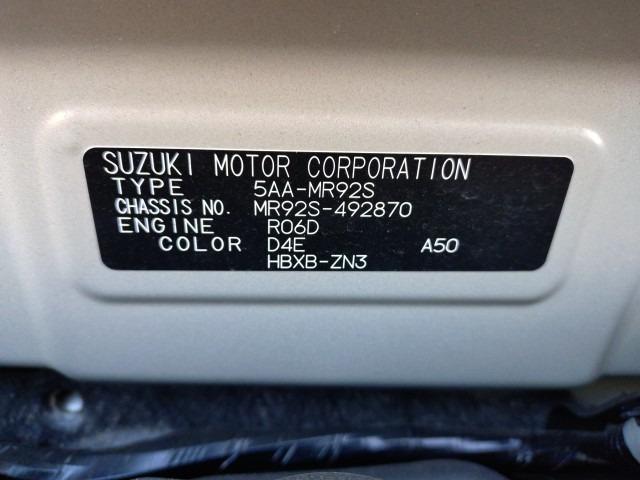 SUZUKI MOTOR CORPORATION
TYPE 5AA-MR92S
CHASSIS NO. MR92S-492870
ENGINE R06D
COLOR D4E A50
HBXB-ZN3